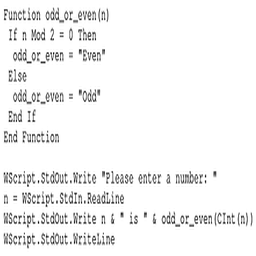 Function odd_or_even(n)
 If n Mod 2 = 0 Then
  odd_or_even = "Even"
 Else
  odd_or_even = "Odd"
 End If
End Function

WScript.StdOut.Write "Please enter a number: "
n = WScript.StdIn.ReadLine
WScript.StdOut.Write n & " is " & odd_or_even(CInt(n))
WScript.StdOut.WriteLine